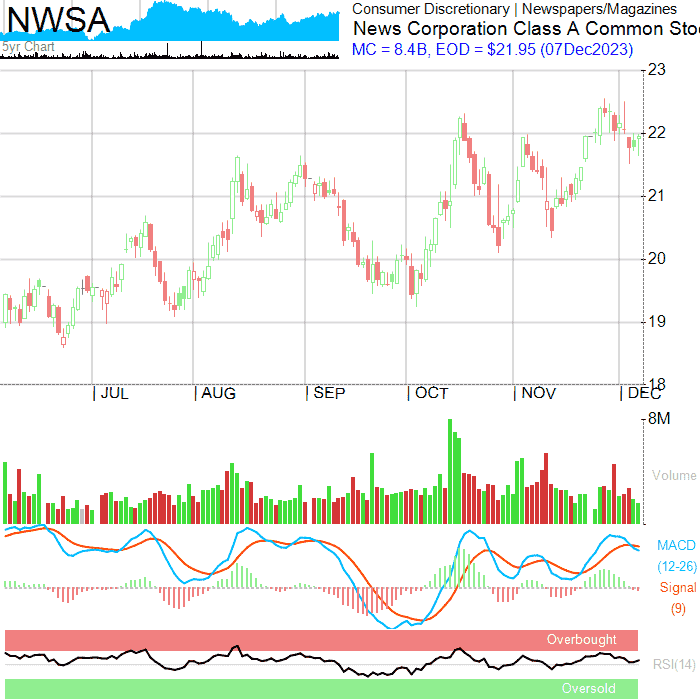 NWSA
5yr Chart
Consumer Discretionary | Newspapers/Magazines
News Corporation Class A Common Sto
MC = 8.4B, EOD = $21.95 (07Dec2023)
23
22
21
20
19
18
| JUL | AUG | SEP | OCT | NOV | DEC
8M
Volume
MACD
(12-26)
Signal
(9)
Overbought
RSI(14)
Oversold